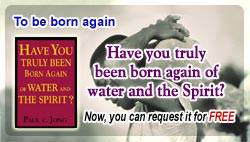 To be born again
HAVE YOU
TRULY BEEN
BORN AGAIN
OF WATER AND
THE SPIRIT?
PAUL C. JONG
Have you truly
been born again of
water and the Spirit?
Now, you can request it for FREE